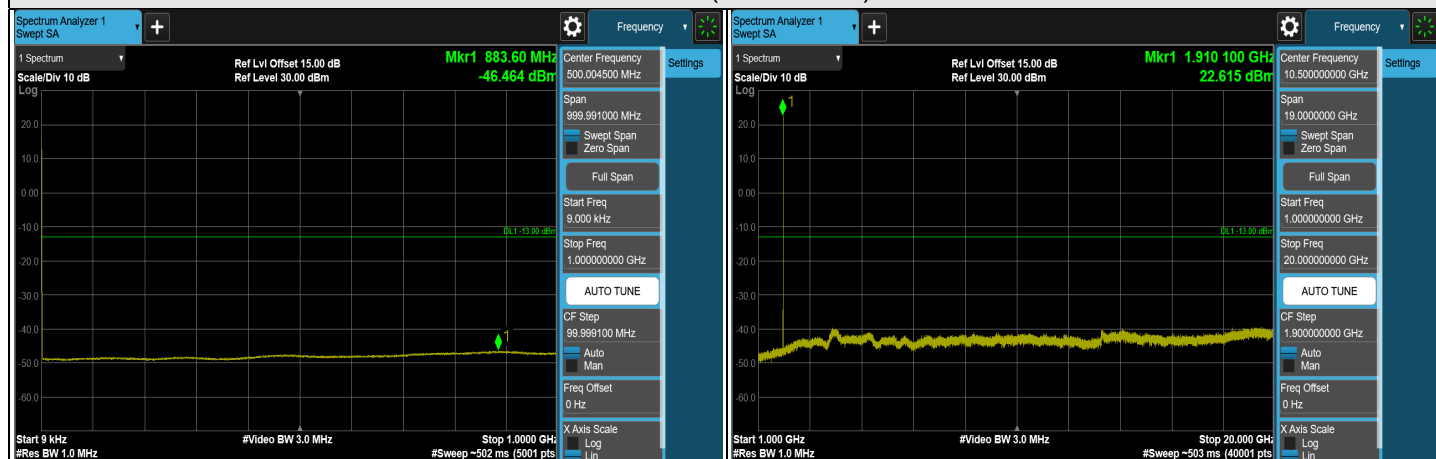 Spectrum Analyzer 1
Swept SA
+
Frequency
1 Spectrum
Scale/Div 10 dB
Log
Ref Lvl Offset 15.00 dB
Ref Level 30.00 dBm
Mkr1 883.60 MHz
-46.464 dBm
Settings
Center Frequency
500.004500 MHz
Span
999.991000 MHz
Swept Span
Zero Span
Full Span
Start Freq
9.000 kHz
Stop Freq
1.000000000 GHz
AUTO TUNE
CF Step
99.999100 MHz
Auto
Man
Freq Offset
0 Hz
X Axis Scale
Log
Lin
1
20.0
10.0
0.00
-10.0
-20.0
-30.0
-40.0
-50.0
-60.0
DL1 -13.00 dBm
Start 9 kHz
#Res BW 1.0 MHz
#Video BW 3.0 MHz
Stop 1.0000 GHz
#Sweep ~502 ms (5001 pts)
Spectrum Analyzer 1
Swept SA
+
Frequency
1 Spectrum
Scale/Div 10 dB
Log
Ref Lvl Offset 15.00 dB
Ref Level 30.00 dBm
Mkr1 1.910 100 GHz
22.615 dBm
Settings
Center Frequency
10.500000000 GHz
Span
19.0000000 GHz
Swept Span
Zero Span
Full Span
Start Freq
1.000000000 GHz
Stop Freq
20.000000000 GHz
AUTO TUNE
CF Step
1.900000000 GHz
Auto
Man
Freq Offset
0 Hz
X Axis Scale
Log
Lin
1
20.0
10.0
0.00
-10.0
-20.0
-30.0
-40.0
-50.0
-60.0
DL1 -13.00 dBm
Start 1.000 GHz
#Res BW 1.0 MHz
#Video BW 3.0 MHz
Stop 20.000 GHz
#Sweep ~503 ms (40001 pts)